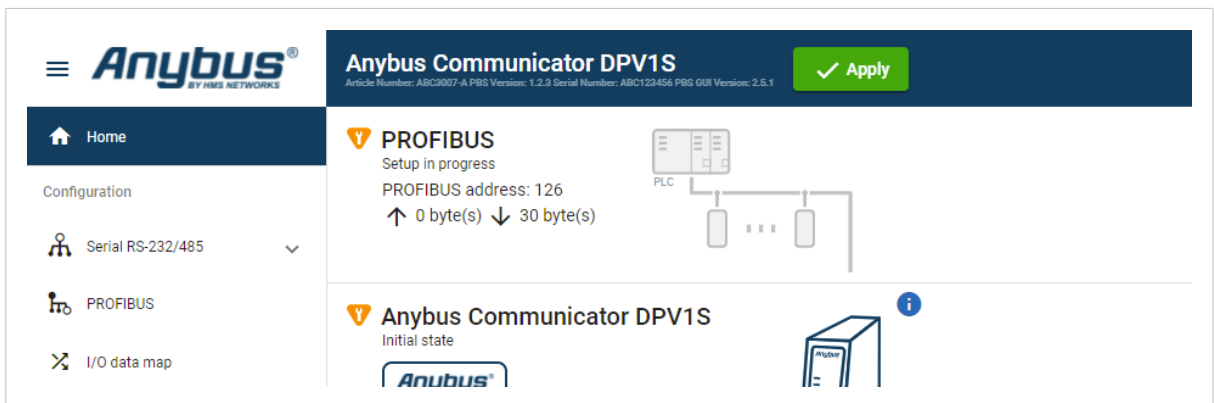 Anybus®
BY HMS NETWORKS
Anybus Communicator DPV1S
Article Number: ABC3007-A PBS Version: 1.2.3 Serial Number: ABC123456 PBS GUI Version: 2.5.1
Apply
Home
Configuration
Serial RS-232/485
PROFIBUS
I/O data map
PROFIBUS
Setup in progress
PROFIBUS address: 126
0 byte(s) 30 byte(s)
PLC
Anybus Communicator DPV1S
Initial state
Anybus®
Anybus